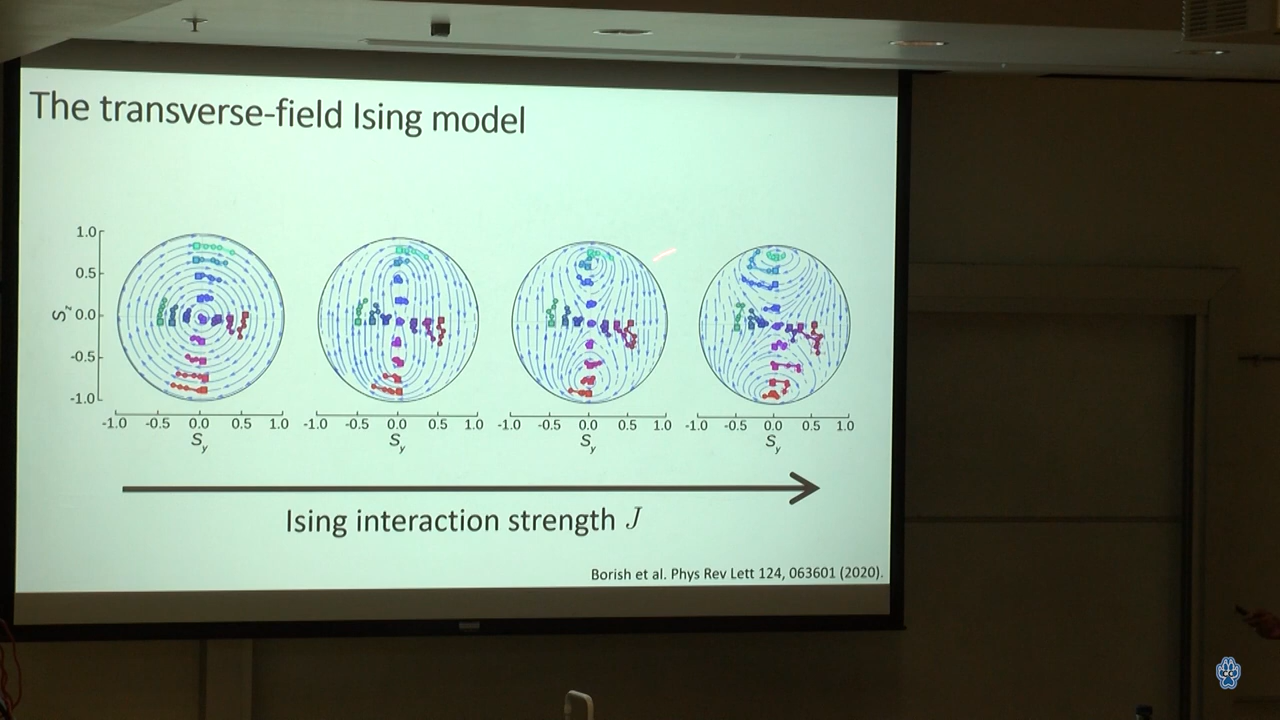 The transverse-field Ising model
1.0
0.5
0.0
-0.5
-1.0
S_z
-1.0 -0.5 0.0 0.5 1.0
S_y
-1.0 -0.5 0.0 0.5 1.0
S_y
-1.0 -0.5 0.0 0.5 1.0
S_y
-1.0 -0.5 0.0 0.5 1.0
S_y
Ising interaction strength J
Borish et al. Phys Rev Lett 124, 063601 (2020).